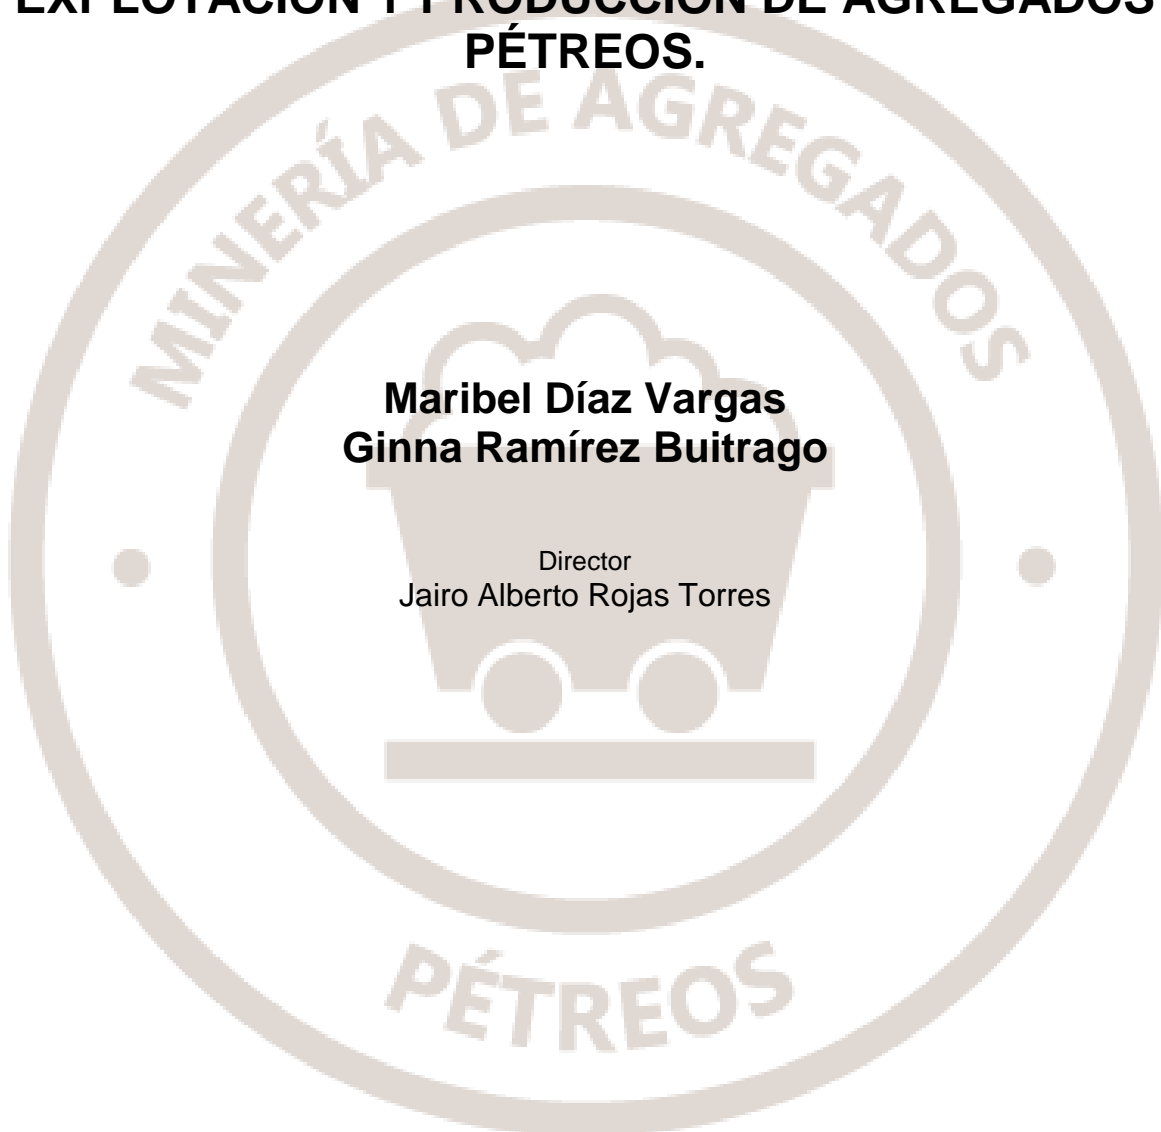 EXPLOTACIÓN Y PRODUCCIÓN DE AGREGADOS
PÉTREOS.
MINERÍA DE AGREGADOS
Maribel Díaz Vargas
Ginna Ramírez Buitrago
Director
Jairo Alberto Rojas Torres
PÉTREOS